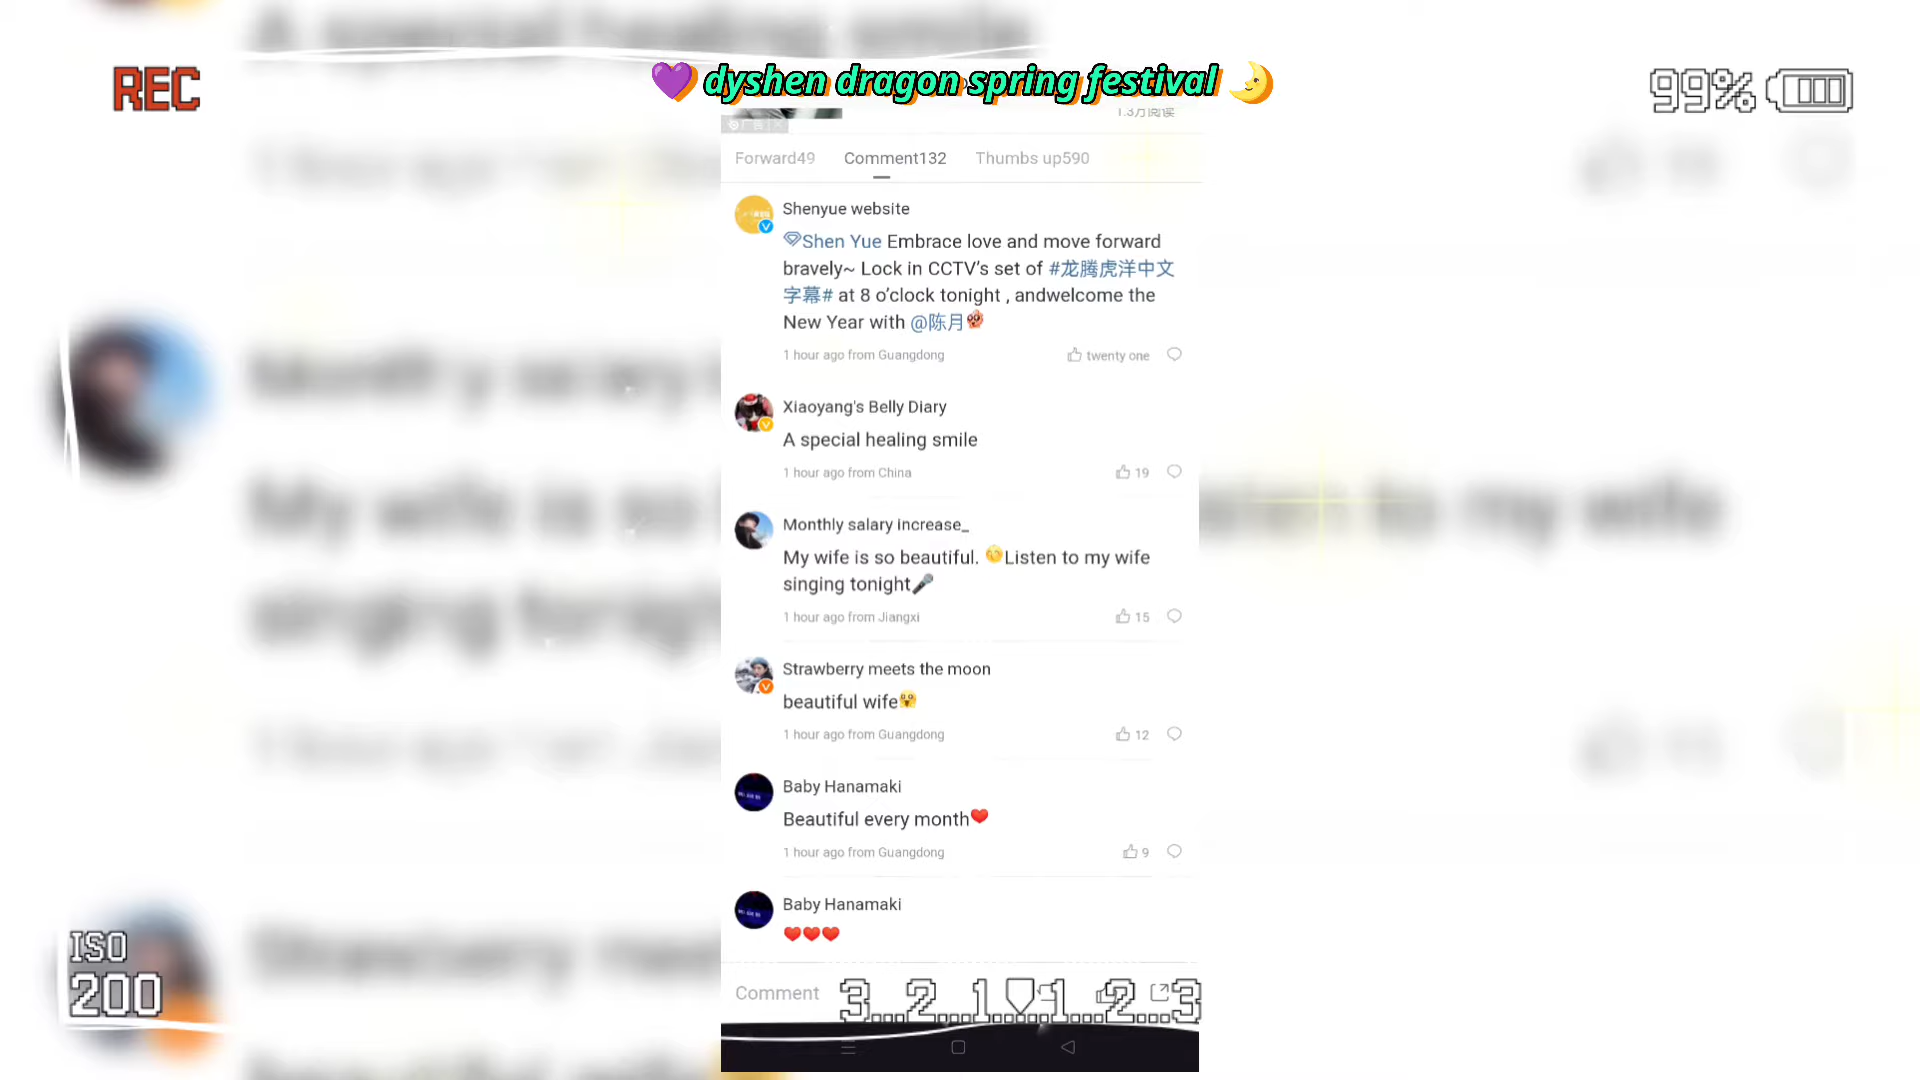 REC
💜 dyshen dragon spring festival 🌛
99%
1.3万阅读
广告
Forward49 Comment132 Thumbs up590
Shenyue website
Shen Yue Embrace love and move forward
bravely~ Lock in CCTV's set of #龙腾虎洋中文
字幕# at 8 o'clock tonight , andwelcome the
New Year with @陈月
1 hour ago from Guangdong twenty one
Xiaoyang's Belly Diary
A special healing smile
1 hour ago from China 19
Monthly salary increase_
My wife is so beautiful. 😊Listen to my wife
singing tonight🎤
1 hour ago from Jiangxi 15
Strawberry meets the moon
beautiful wife
1 hour ago from Guangdong 12
Baby Hanamaki
Beautiful every month❤
1 hour ago from Guangdong 9
Baby Hanamaki
❤❤❤
Comment
3...2...1 1...2...3
ISO
200